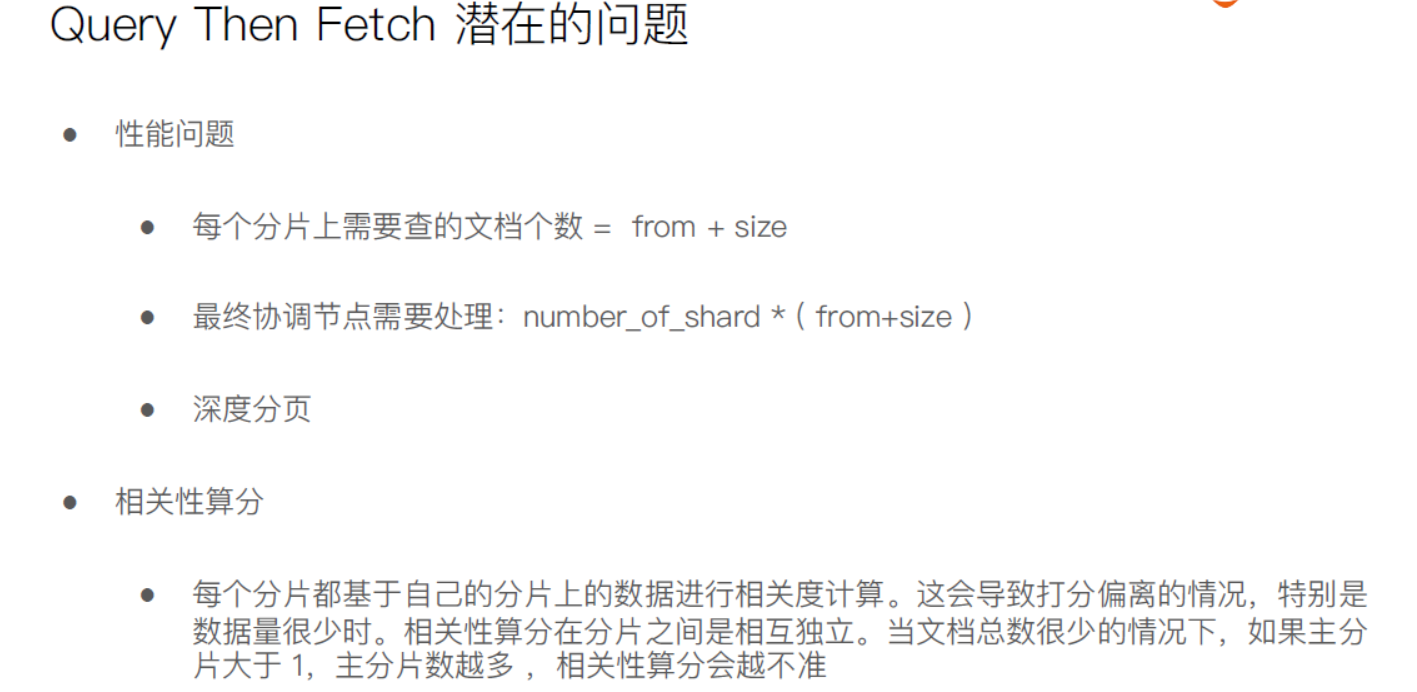 Query Then Fetch 潜在的问题
● 性能问题
● 每个分片上需要查的文档个数 = from + size
● 最终协调节点需要处理：number_of_shard * ( from+size )
● 深度分页
● 相关性算分
● 每个分片都基于自己的分片上的数据进行相关度计算。这会导致打分偏离的情况，特别是
数据量很少时。相关性算分在分片之间是相互独立。当文档总数很少的情况下，如果主分
片大于 1，主分片数越多 ，相关性算分会越不准